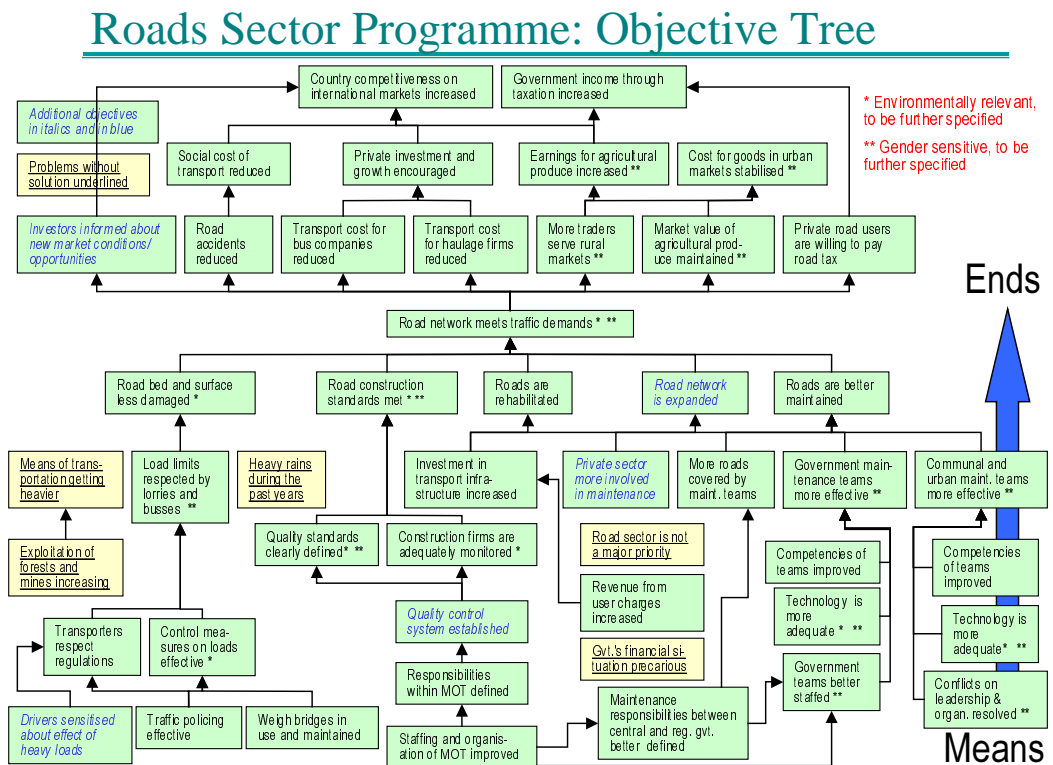 Roads Sector Programme: Objective Tree
Country competitiveness on
international markets increased
Government income through
taxation increased
Additional objectives
in italics and in blue
* Environmentally relevant,
to be further specified
** Gender sensitive, to be
further specified
Problems without
solution underlined
Social cost of
transport reduced
Private investment and
growth encouraged
Earnings for agricultural
produce increased **
Cost for goods in urban
markets stabilised **
Investors informed about
new market conditions/
opportunities
Road
accidents
reduced
Transport cost for
bus companies
reduced
Transport cost
for haulage firms
reduced
More traders
serve rural
markets **
Market value of
agricultural prod-
uce maintained **
Private road users
are willing to pay
road tax
Ends
Road network meets traffic demands * **
Road bed and surface
less damaged *
Road construction
standards met * **
Roads are
rehabilitated
Road network
is expanded
Roads are better
maintained
Means of trans-
portation getting
heavier
Load limits
respected by
lorries and
busses **
Heavy rains
during the
past years
Investment in
transport infra-
structure increased
Private sector
more involved
in maintenance
More roads
covered by
maint. teams
Government main-
tenance teams
more effective **
Communal and
urban maint. teams
more effective **
Exploitation of
forests and
mines increasing
Quality standards
clearly defined * **
Construction firms are
adequately monitored *
Road sector is not
a major priority
Competencies of
teams improved
Competencies
of teams
improved
Revenue from
user charges
increased
Technology is
more
adequate * **
Technology is
more
adequate* **
Transporters
respect
regulations
Control mea-
sures on loads
effective *
Quality control
system established
Gvt.'s financial si-
tuation precarious
Responsibilities
within MOT defined
Government
teams better
staffed **
Conflicts on
leadership &
organ. resolved **
Drivers sensitised
about effect of
heavy loads
Traffic policing
effective
Weigh bridges in
use and maintained
Staffing and organis-
ation of MOT improved
Maintenance
responsibilities between
central and reg. gvt.
better defined
Means